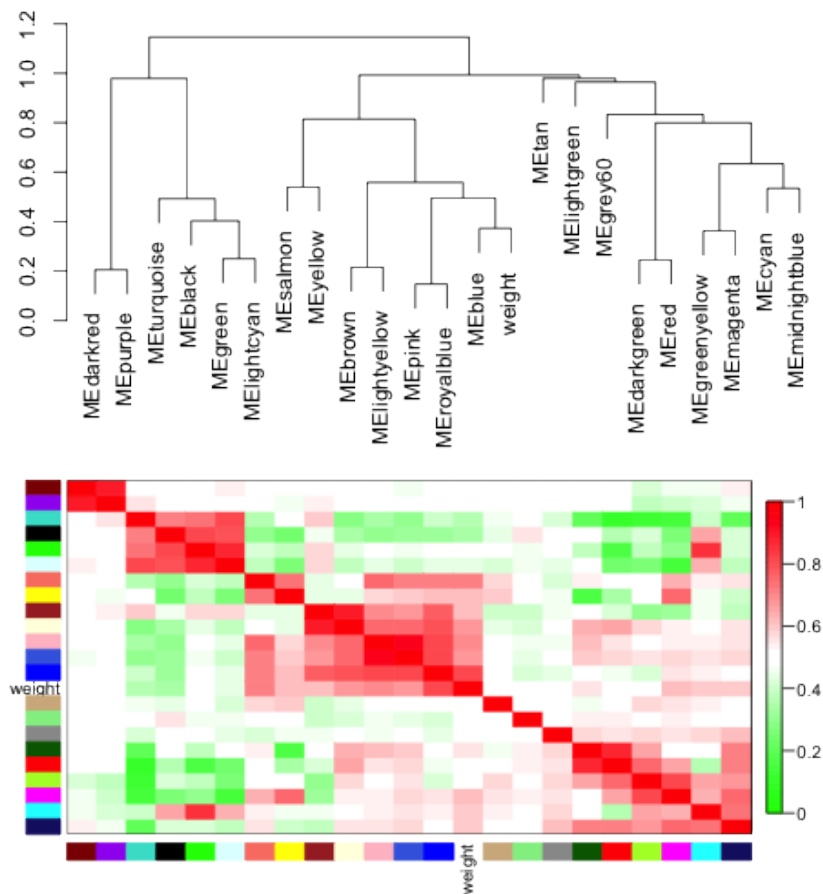 1.2
1.0
0.8
0.6
0.4
0.2
0.0
MEdarkred
MEpurple
MEturquoise
MEblack
MEgreen
MElightcyan
MEsalmon
MEyellow
MEbrown
MElightyellow
MEpink
MEroyalblue
MEblue
weight
MEtan
MElightgreen
MEgrey60
MEdarkgreen
MEred
MEgreenyellow
MEmagenta
MEcyan
MEmidnightblue
weight
1
0.8
0.6
0.4
0.2
0
weight